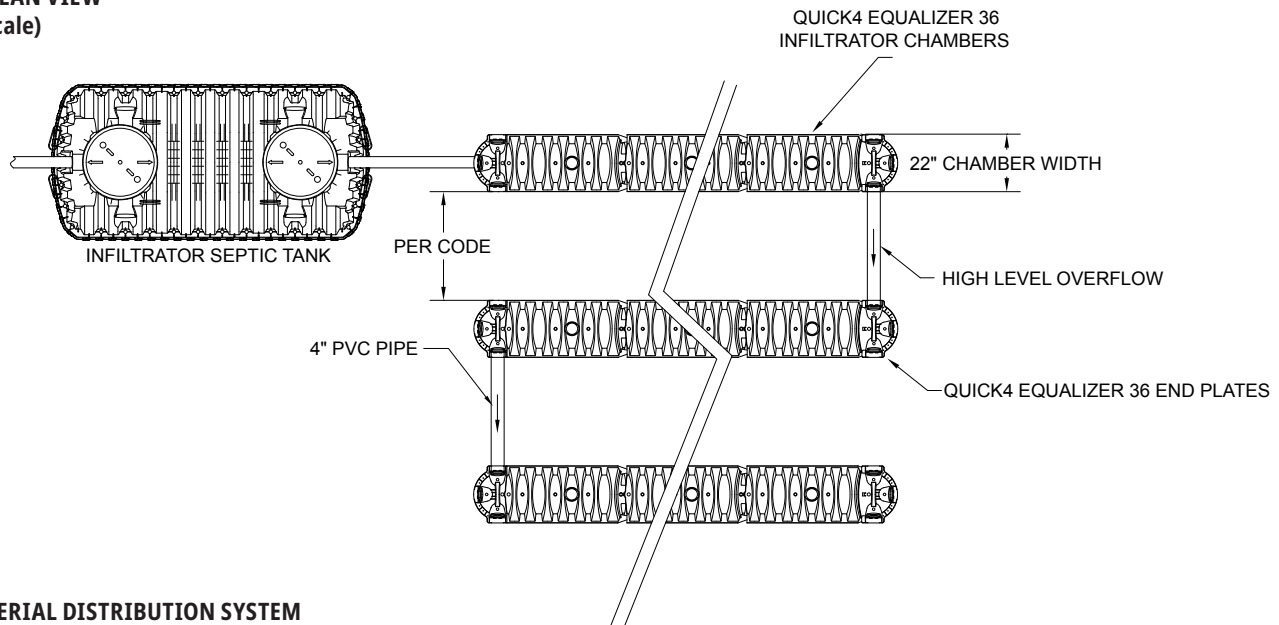 LAN VIEW
cale)
QUICK4 EQUALIZER 36
INFILTRATOR CHAMBERS
22" CHAMBER WIDTH
INFILTRATOR SEPTIC TANK
PER CODE
HIGH LEVEL OVERFLOW
4" PVC PIPE
QUICK4 EQUALIZER 36 END PLATES
ERIAL DISTRIBUTION SYSTEM